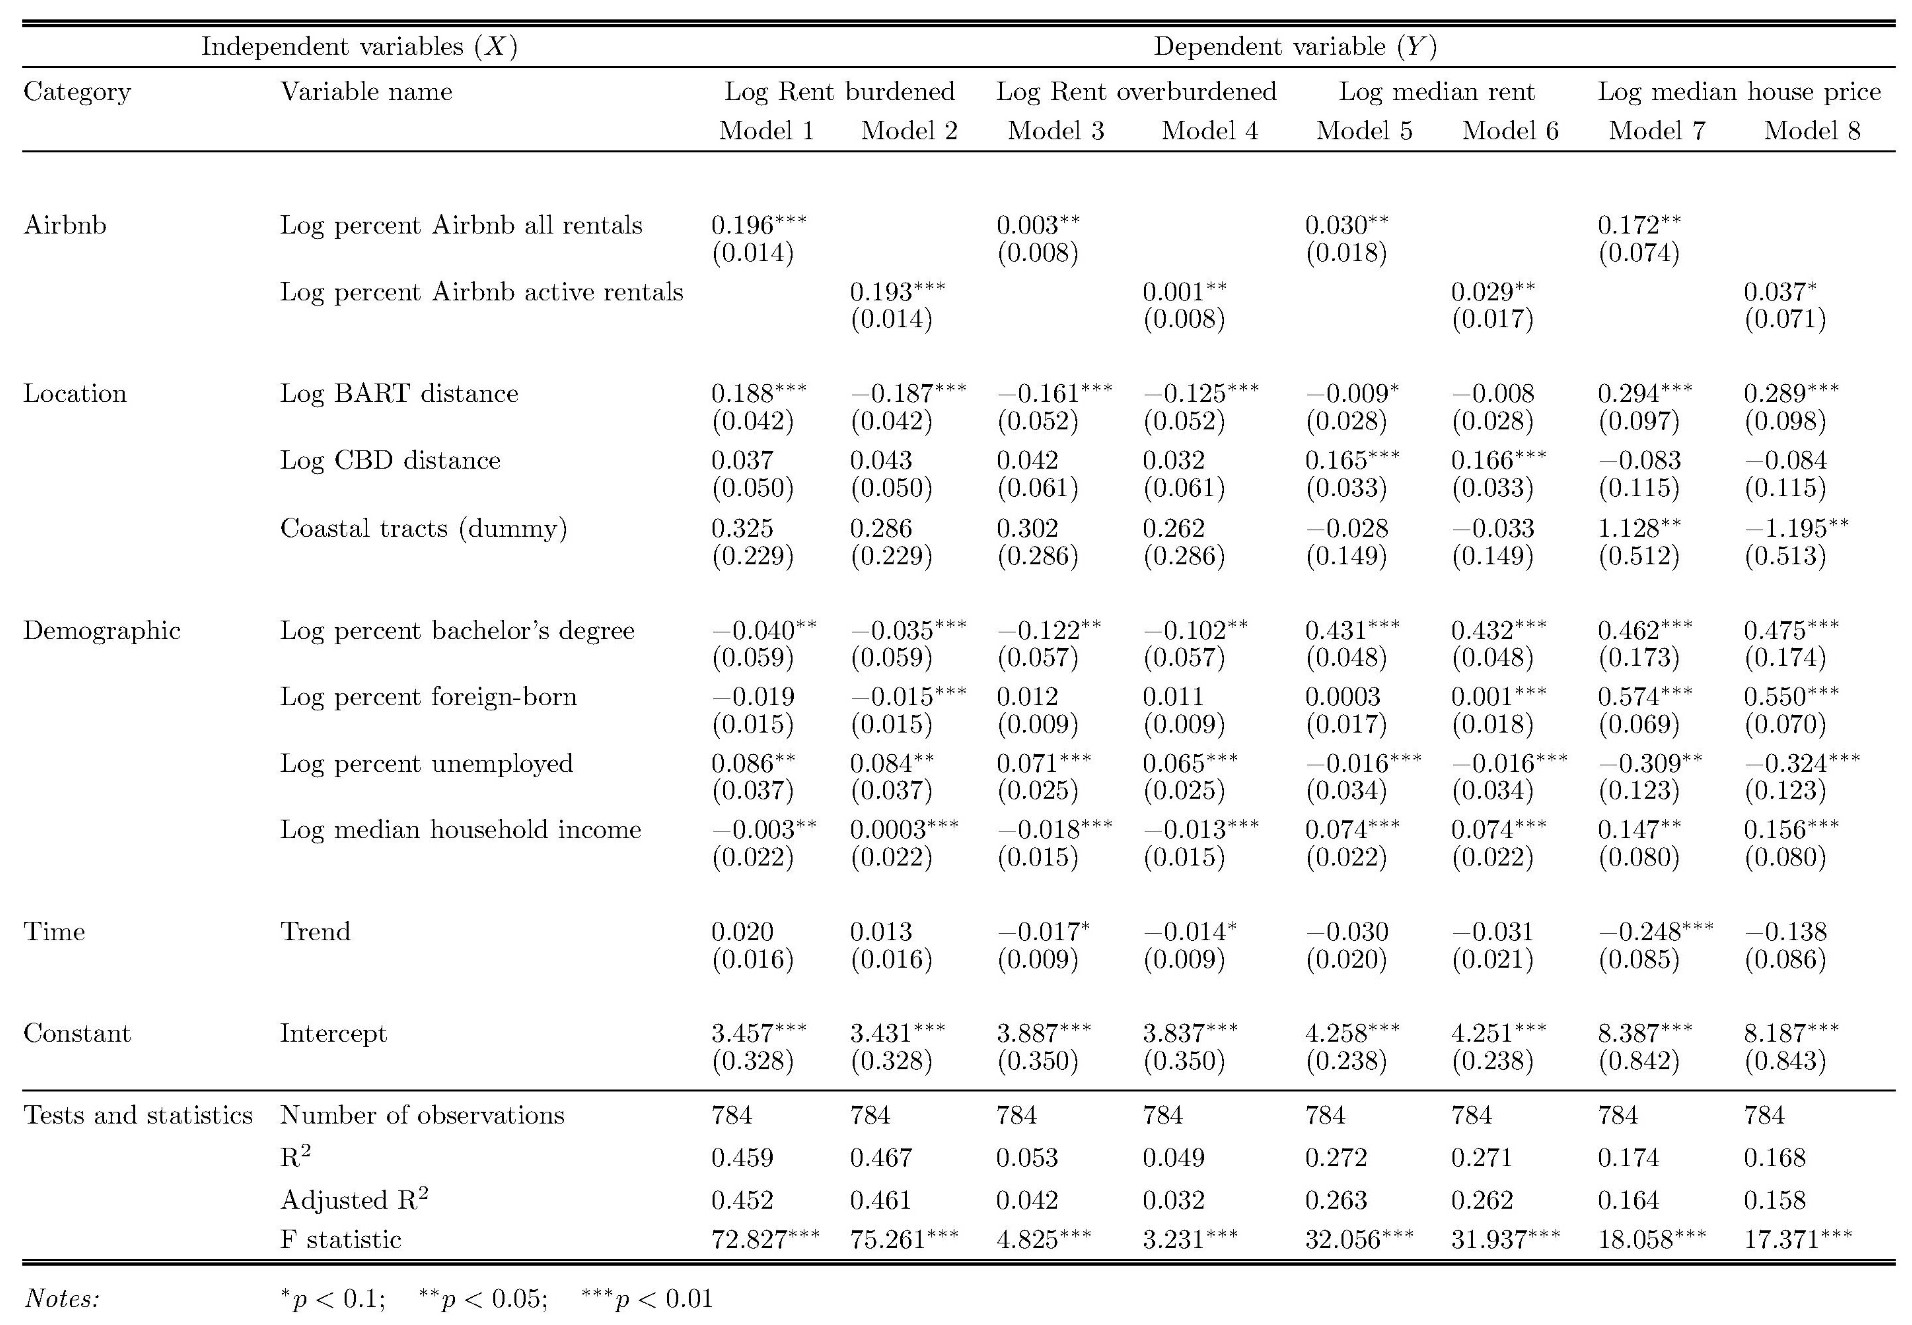 Independent variables (X) Dependent variable (Y)
Category Variable name Log Rent burdened Log Rent overburdened Log median rent Log median house price
Model 1 Model 2 Model 3 Model 4 Model 5 Model 6 Model 7 Model 8
Airbnb Log percent Airbnb all rentals 0.196*** 0.003** 0.030** 0.172**
(0.014) (0.008) (0.018) (0.074)
Log percent Airbnb active rentals 0.193*** 0.001** 0.029** 0.037*
(0.014) (0.008) (0.017) (0.071)
Location Log BART distance 0.188*** −0.187*** −0.161*** −0.125*** −0.009* −0.008 0.294*** 0.289***
(0.042) (0.042) (0.052) (0.052) (0.028) (0.028) (0.097) (0.098)
Log CBD distance 0.037 0.043 0.042 0.032 0.165*** 0.166*** −0.083 −0.084
(0.050) (0.050) (0.061) (0.061) (0.033) (0.033) (0.115) (0.115)
Coastal tracts (dummy) 0.325 0.286 0.302 0.262 −0.028 −0.033 1.128** −1.195**
(0.229) (0.229) (0.286) (0.286) (0.149) (0.149) (0.512) (0.513)
Demographic Log percent bachelor's degree −0.040** −0.035*** −0.122** −0.102** 0.431*** 0.432*** 0.462*** 0.475***
(0.059) (0.059) (0.057) (0.057) (0.048) (0.048) (0.173) (0.174)
Log percent foreign-born −0.019 −0.015*** 0.012 0.011 0.0003 0.001*** 0.574*** 0.550***
(0.015) (0.015) (0.009) (0.009) (0.017) (0.018) (0.069) (0.070)
Log percent unemployed 0.086** 0.084** 0.071*** 0.065*** −0.016*** −0.016*** −0.309** −0.324***
(0.037) (0.037) (0.025) (0.025) (0.034) (0.034) (0.123) (0.123)
Log median household income −0.003** 0.0003*** −0.018*** −0.013*** 0.074*** 0.074*** 0.147** 0.156***
(0.022) (0.022) (0.015) (0.015) (0.022) (0.022) (0.080) (0.080)
Time Trend 0.020 0.013 −0.017* −0.014* −0.030 −0.031 −0.248*** −0.138
(0.016) (0.016) (0.009) (0.009) (0.020) (0.021) (0.085) (0.086)
Constant Intercept 3.457*** 3.431*** 3.887*** 3.837*** 4.258*** 4.251*** 8.387*** 8.187***
(0.328) (0.328) (0.350) (0.350) (0.238) (0.238) (0.842) (0.843)
Tests and statistics Number of observations 784 784 784 784 784 784 784 784
R² 0.459 0.467 0.053 0.049 0.272 0.271 0.174 0.168
Adjusted R² 0.452 0.461 0.042 0.032 0.263 0.262 0.164 0.158
F statistic 72.827*** 75.261*** 4.825*** 3.231*** 32.056*** 31.937*** 18.058*** 17.371***
Notes: *p < 0.1; **p < 0.05; ***p < 0.01